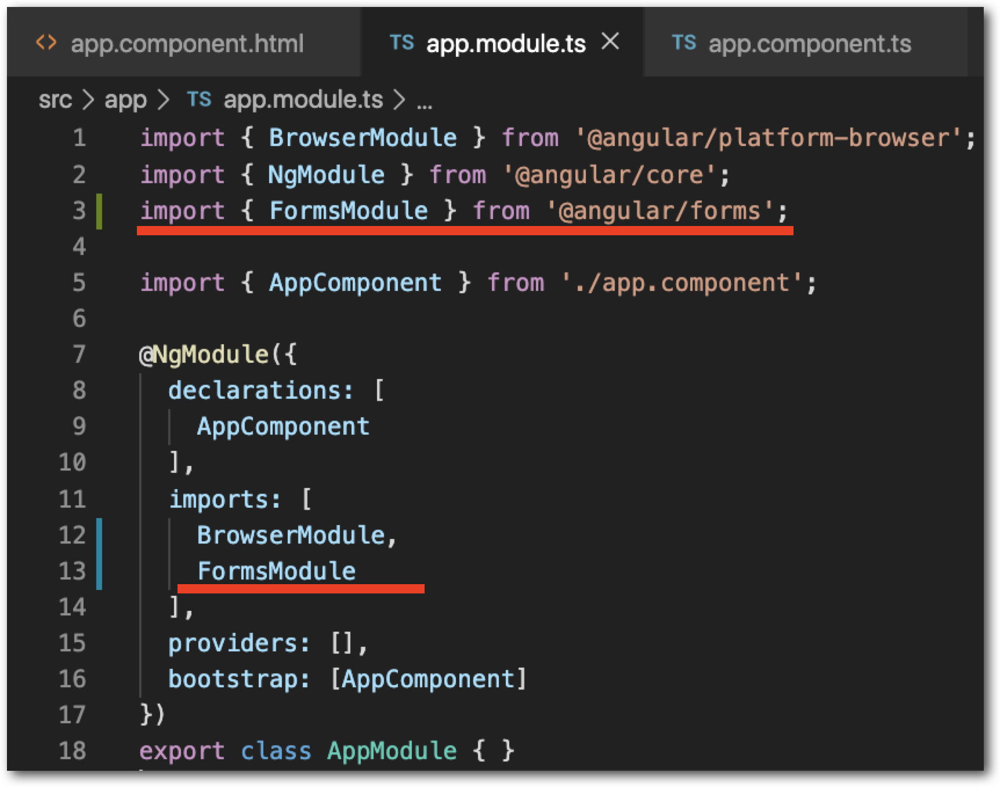 <> app.component.html TS app.module.ts × TS app.component.ts
src > app > TS app.module.ts > ...
1 import { BrowserModule } from '@angular/platform-browser';
2 import { NgModule } from '@angular/core';
3 import { FormsModule } from '@angular/forms';
4
5 import { AppComponent } from './app.component';
6
7 @NgModule({
8   declarations: [
9     AppComponent
10   ],
11   imports: [
12     BrowserModule,
13     FormsModule
14   ],
15   providers: [],
16   bootstrap: [AppComponent]
17 })
18 export class AppModule { }